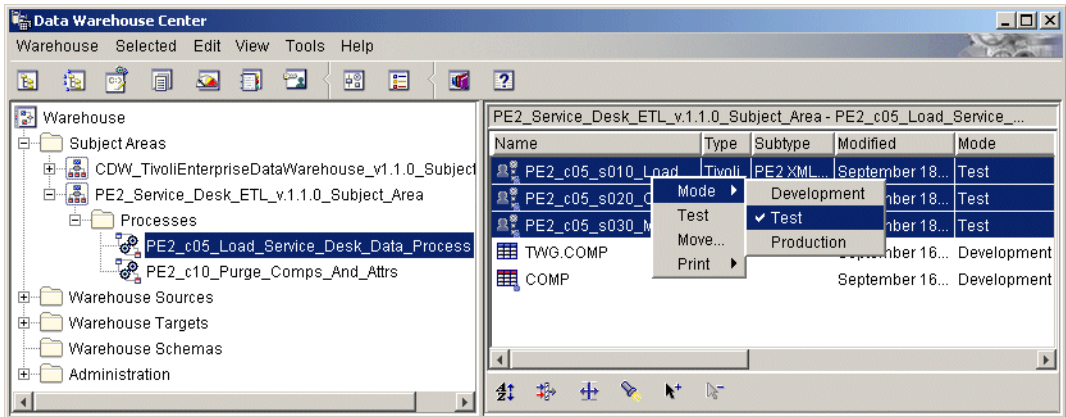 Data Warehouse Center
Warehouse Selected Edit View Tools Help
Warehouse
Subject Areas
CDW_TivoliEnterpriseDataWarehouse_v1.1.0_Subject
PE2_Service_Desk_ETL_v.1.1.0_Subject_Area
Processes
PE2_c05_Load_Service_Desk_Data_Process
PE2_c10_Purge_Comps_And_Attrs
Warehouse Sources
Warehouse Targets
Warehouse Schemas
Administration
PE2_Service_Desk_ETL_v.1.1.0_Subject_Area - PE2_c05_Load_Service_...
Name Type Subtype Modified Mode
PE2_c05_s010_Load Tivoli PE2 XML... September 18... Test
PE2_c05_s020_C mber 18... Test
PE2_c05_s030_M mber 18... Test
TWG.COMP September 16... Development
COMP September 16... Development
Mode
Test
Move...
Print
Development
Test
Production